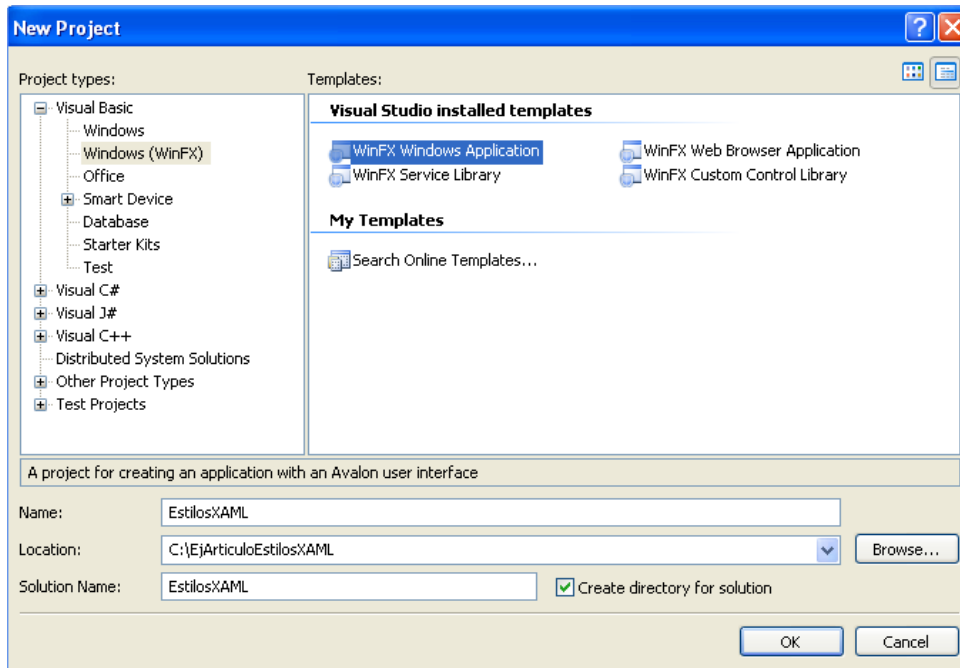 New Project
Project types:
Templates:
Visual Basic
Windows
Windows (WinFX)
Office
Smart Device
Database
Starter Kits
Test
Visual C#
Visual J#
Visual C++
Distributed System Solutions
Other Project Types
Test Projects
Visual Studio installed templates
WinFX Windows Application
WinFX Web Browser Application
WinFX Service Library
WinFX Custom Control Library
My Templates
Search Online Templates...
A project for creating an application with an Avalon user interface
Name:
EstilosXAML
Location:
C:\EjArticuloEstilosXAML
Browse...
Solution Name:
EstilosXAML
Create directory for solution
OK
Cancel